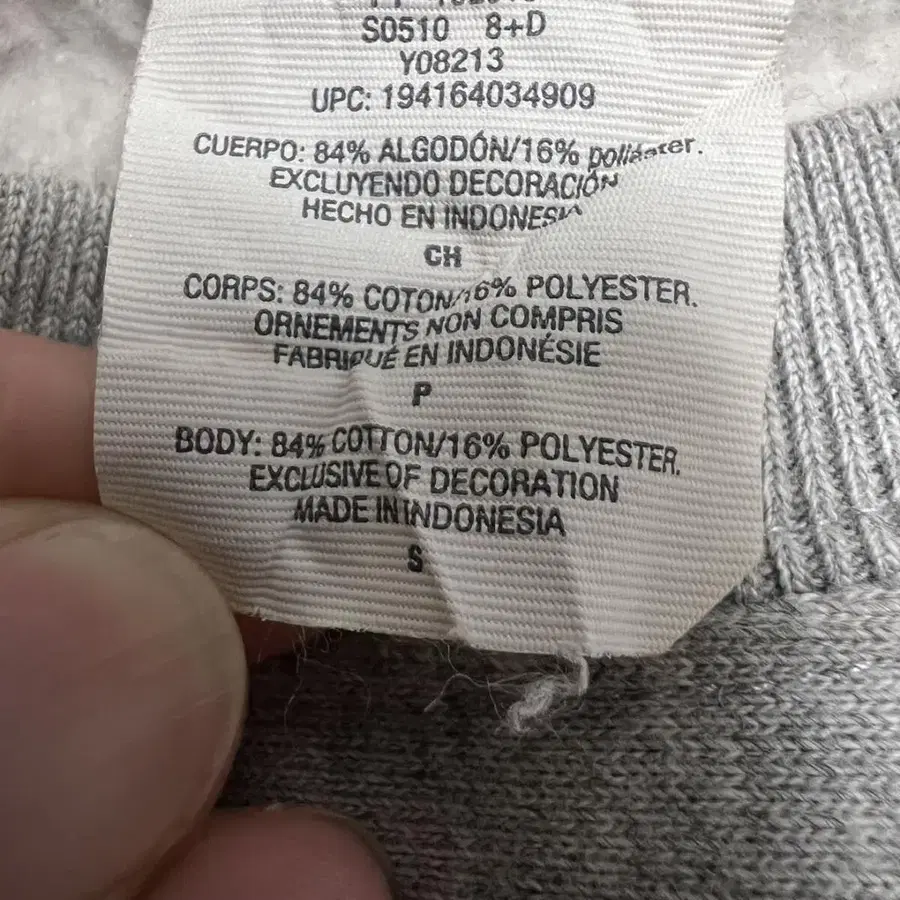 S0510 8+D
Y08213
UPC: 194164034909
CUERPO: 84% ALGODÓN/16% poliéster.
EXCLUYENDO DECORACIÓN
HECHO EN INDONESIA
CH
CORPS: 84% COTON/16% POLYESTER.
ORNEMENTS NON COMPRIS
FABRIQUÉ EN INDONÉSIE
P
BODY: 84% COTTON/16% POLYESTER.
EXCLUSIVE OF DECORATION
MADE IN INDONESIA
S